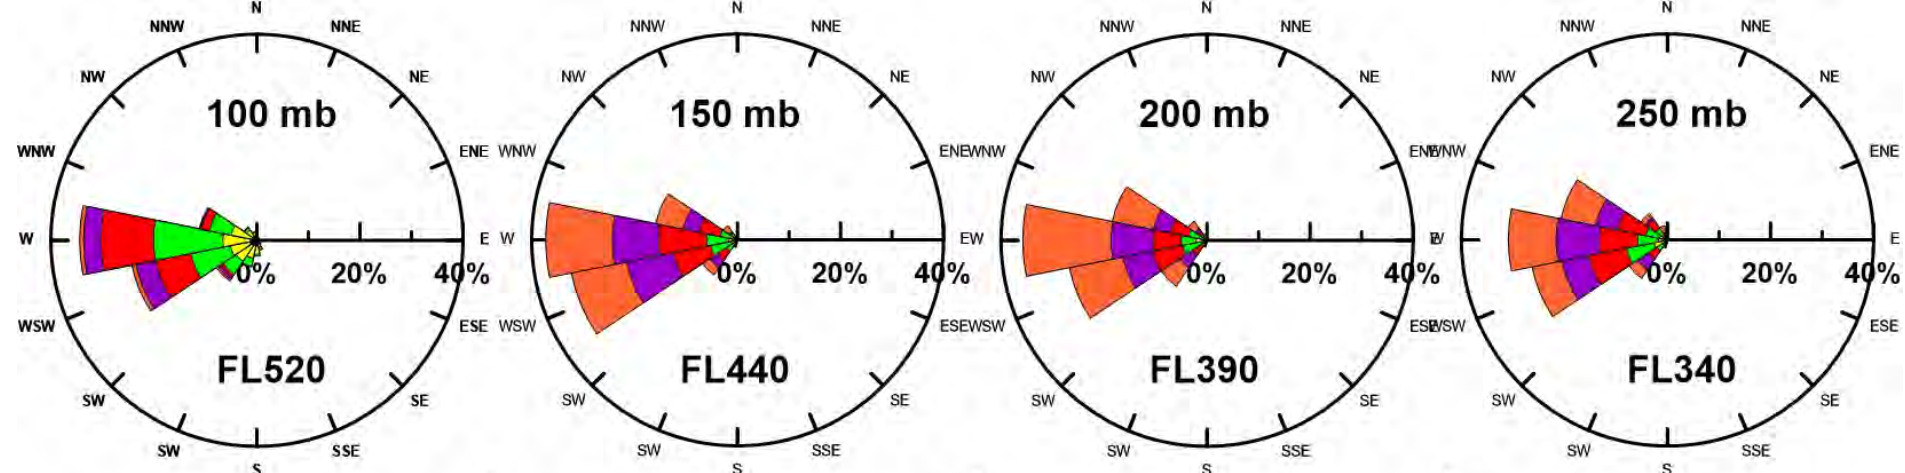 N N N N
NNW NNE NNW NNE NNW NNE NNW NNE
NW NE NW NE NW NE NW NE
100 mb 150 mb 200 mb 250 mb
WNW ENE WNW ENE WNW ENE WNW ENE
W E W E W E W E
0% 20% 40% 0% 20% 40% 0% 20% 40% 0% 20% 40%
WSW ESE WSW ESE WSW ESE WSW ESE
FL520 FL440 FL390 FL340
SW SE SW SE SW SE SW SE
SW SSE SW SSE SW SSE SW SSE
S S S S